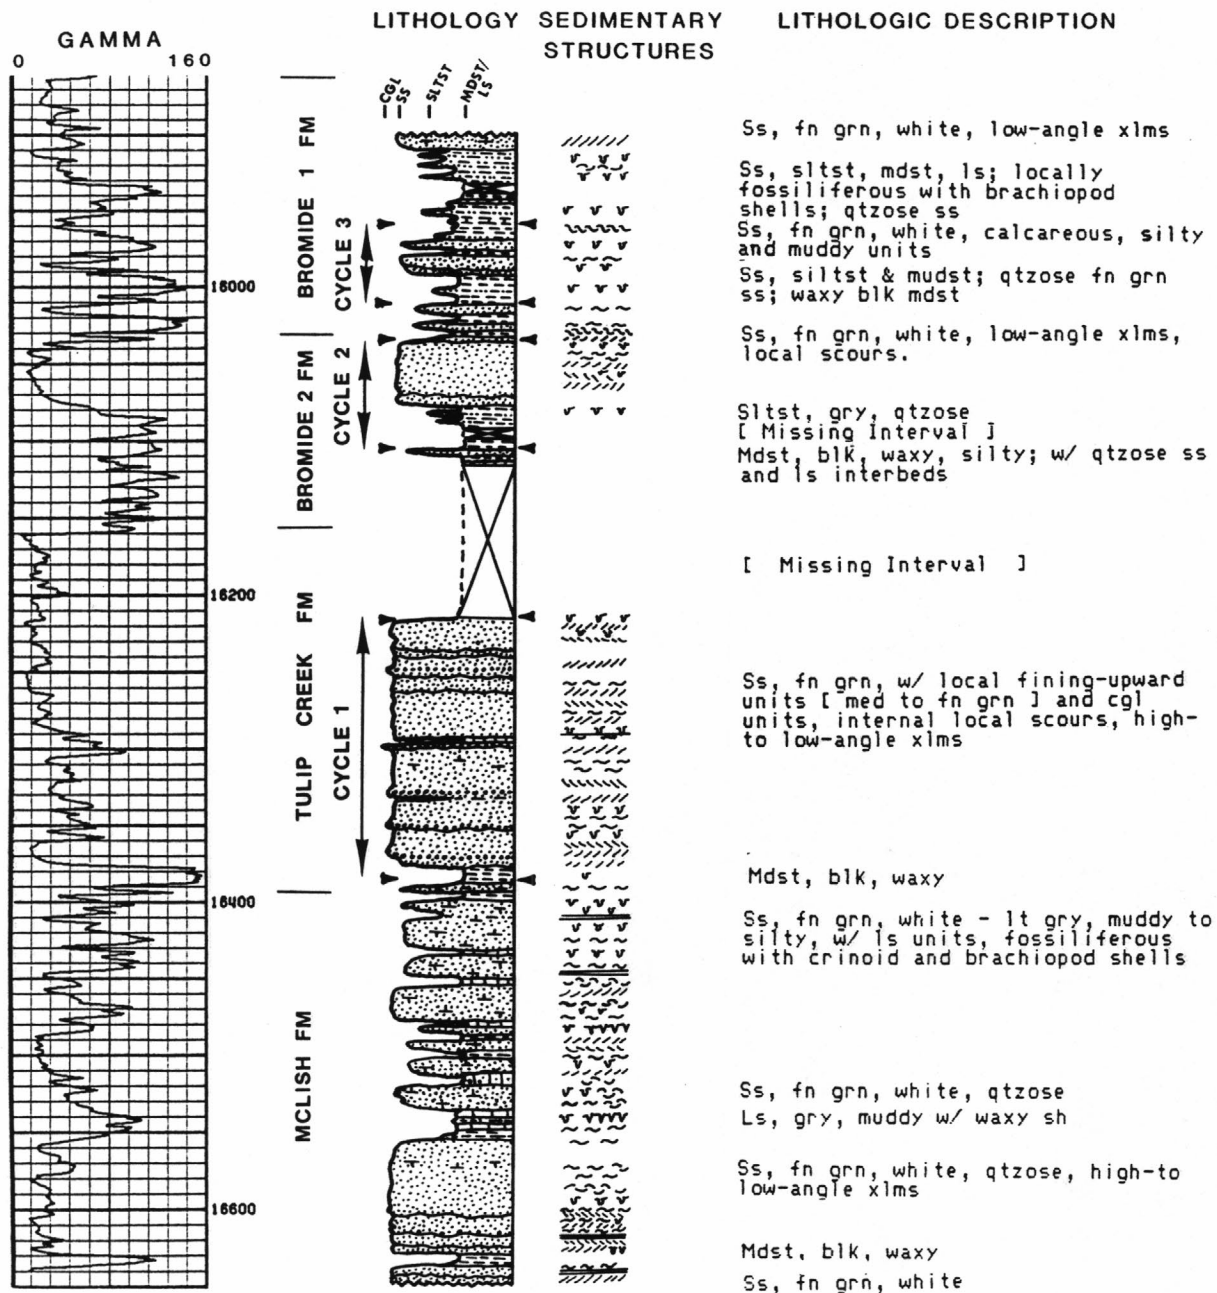 LITHOLOGY SEDIMENTARY LITHOLOGIC DESCRIPTION
STRUCTURES
GAMMA
0 160
CGL
SS
SLTST
MDST/
LS
BROMIDE 1 FM
CYCLE 3
BROMIDE 2 FM
CYCLE 2
TULIP CREEK FM
CYCLE 1
MCLISH FM
16000
16200
16400
16600
Ss, fn grn, white, low-angle xlms
Ss, sltst, mdst, ls; locally
fossiliferous with brachiopod
shells; qtzose ss
Ss, fn grn, white, calcareous, silty
and muddy units
Ss, siltst & mudst; qtzose fn grn
ss; waxy blk mdst
Ss, fn grn, white, low-angle xlms,
local scours.
Sltst, gry, qtzose
[ Missing Interval ]
Mdst, blk, waxy, silty; w/ qtzose ss
and ls interbeds
[ Missing Interval ]
Ss, fn grn, w/ local fining-upward
units [ med to fn grn ] and cgl
units, internal local scours, high-
to low-angle xlms
Mdst, blk, waxy
Ss, fn grn, white - lt gry, muddy to
silty, w/ ls units, fossiliferous
with crinoid and brachiopod shells
Ss, fn grn, white, qtzose
Ls, gry, muddy w/ waxy sh
Ss, fn grn, white, qtzose, high-to
low-angle xlms
Mdst, blk, waxy
Ss, fn grn, white